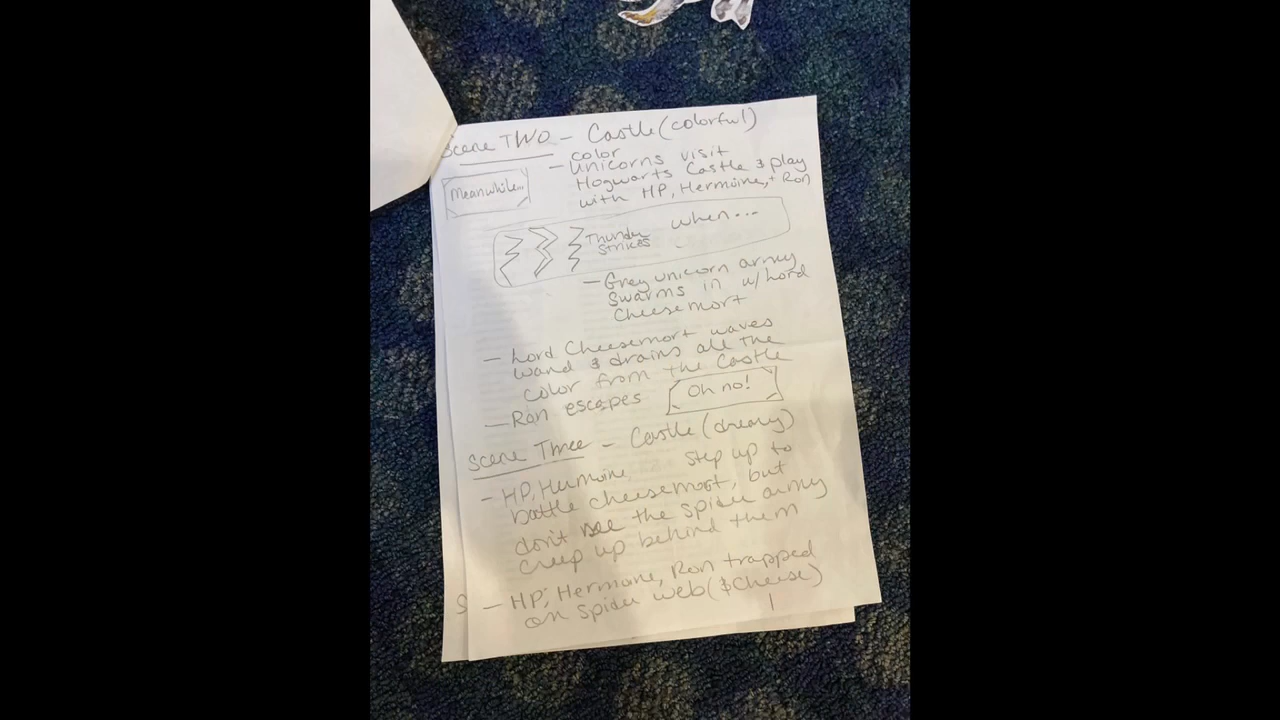 Scene TWO - Castle (colorful)
Meanwhile...
- color
unicorns visit
Hogwarts Castle & play
with HP, Hermoine, + Ron
Thunder
strikes
when...
- Grey unicorn army
swarms in w/ Lord
Cheesemort
- Lord Cheesemort waves
wand & drains all the
color from the castle
- Ron escapes
Oh no!
Scene Three - Castle (dreary)
- HP, Hermoine, step up to
battle cheesemort, but
don't see the spider army
creep up behind them
S - HP, Hermoine, Ron trapped
on spider web (& cheese)